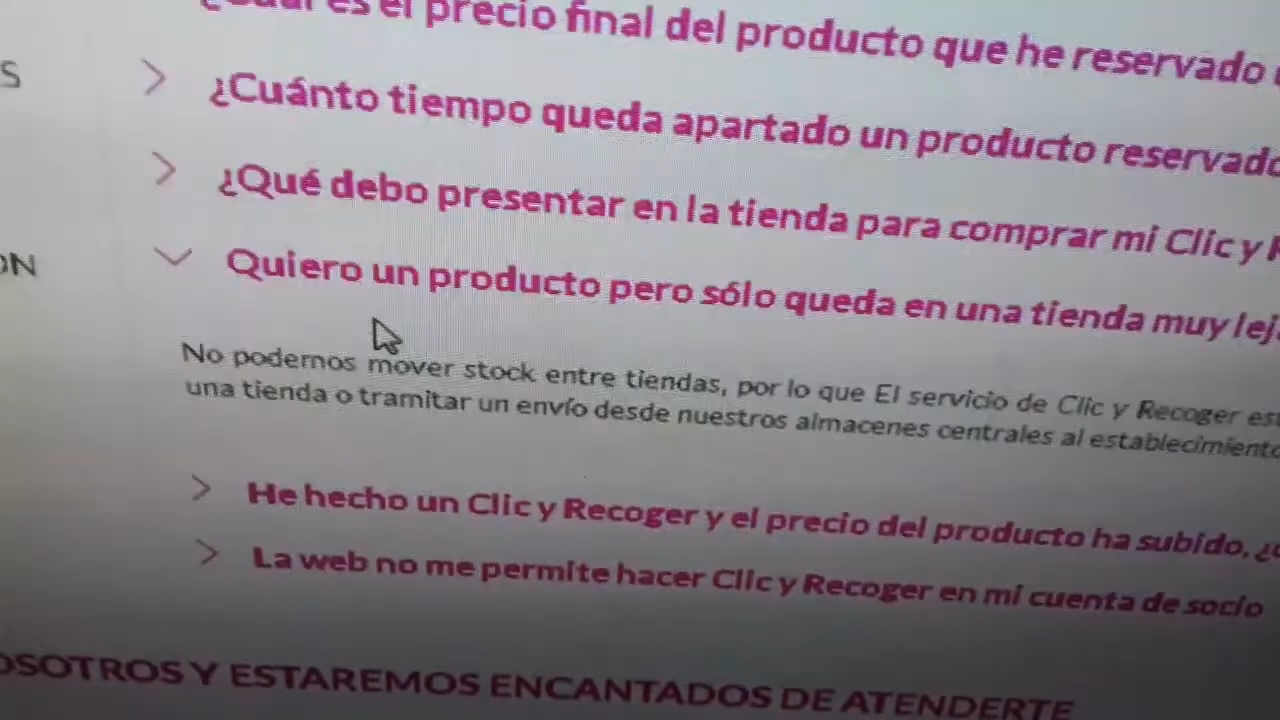 ¿Cuál es el precio final del producto que he reservado
S
¿Cuánto tiempo queda apartado un producto reservado
¿Qué debo presentar en la tienda para comprar mi Clic y
ON
Quiero un producto pero sólo queda en una tienda muy lej
No podemos mover stock entre tiendas, por lo que El servicio de Clic y Recoger es
una tienda o tramitar un envío desde nuestros almacenes centrales al establecimiento
He hecho un Clic y Recoger y el precio del producto ha subido, ¿
La web no me permite hacer Clic y Recoger en mi cuenta de socio
OSOTROS Y ESTAREMOS ENCANTADOS DE ATENDERTE